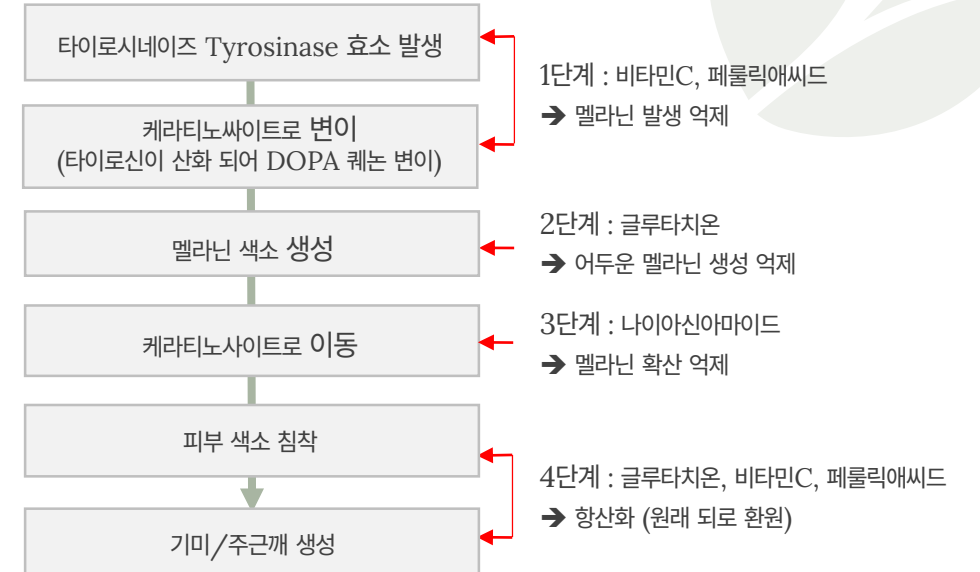 타이로시네이즈 Tyrosinase 효소 발생
1단계 : 비타민C, 페룰릭애씨드
➔ 멜라닌 발생 억제
케라티노싸이트로 변이
(타이로신이 산화 되어 DOPA 퀘논 변이)
멜라닌 색소 생성
2단계 : 글루타치온
➔ 어두운 멜라닌 생성 억제
케라티노사이트로 이동
3단계 : 나이아신아마이드
➔ 멜라닌 확산 억제
피부 색소 침착
4단계 : 글루타치온, 비타민C, 페룰릭애씨드
➔ 항산화 (원래 되로 환원)
기미/주근깨 생성